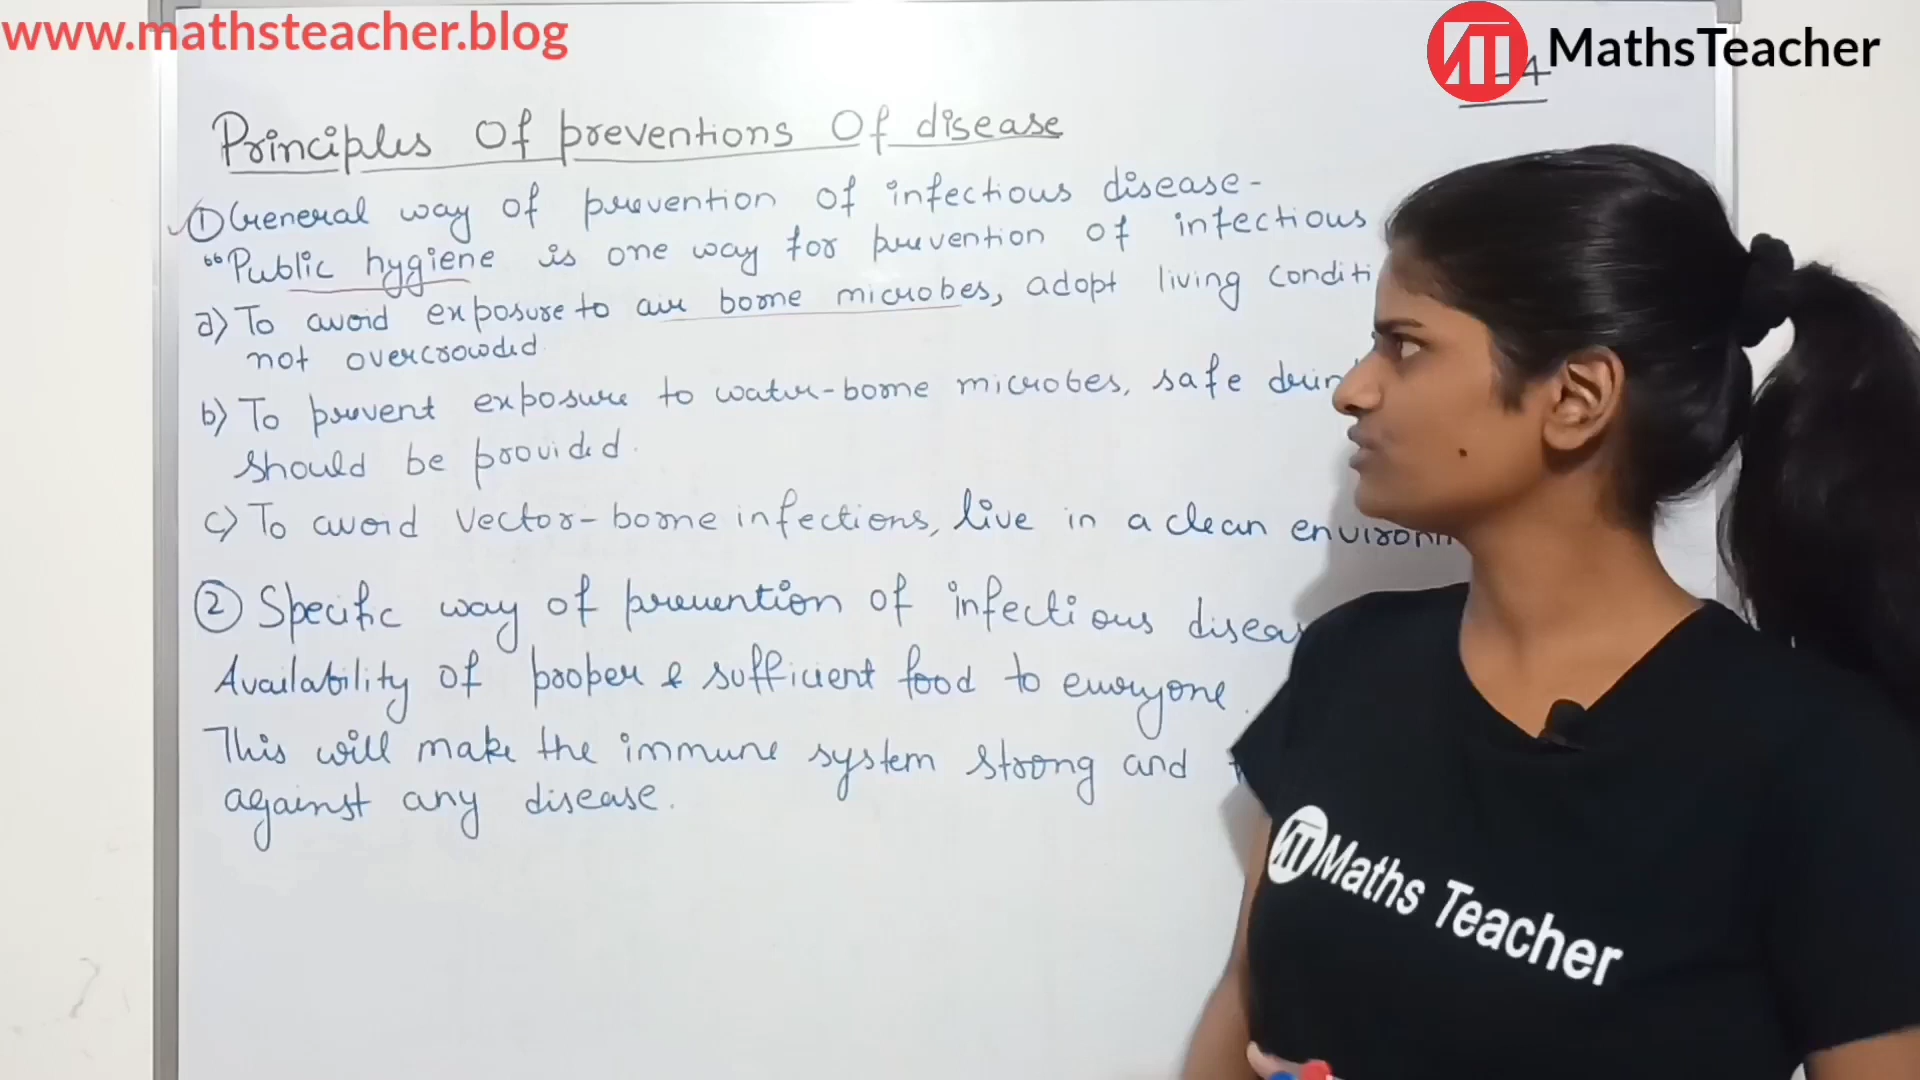 www.mathsteacher.blog
MathsTeacher
-4
Principles Of preventions Of disease
① General way of prevention of infectious disease-
“Public hygiene is one way for prevention of infectious
a) To avoid exposure to air borne microbes, adopt living conditi
not overcrowded.
b) To prevent exposure to water-borne microbes, safe drin
should be provided.
c) To avoid vector-borne infections, live in a clean environm
② Specific way of prevention of infectious diseas
Availability of proper & sufficient food to everyone.
This will make the immune system strong and
against any disease.
Maths Teacher